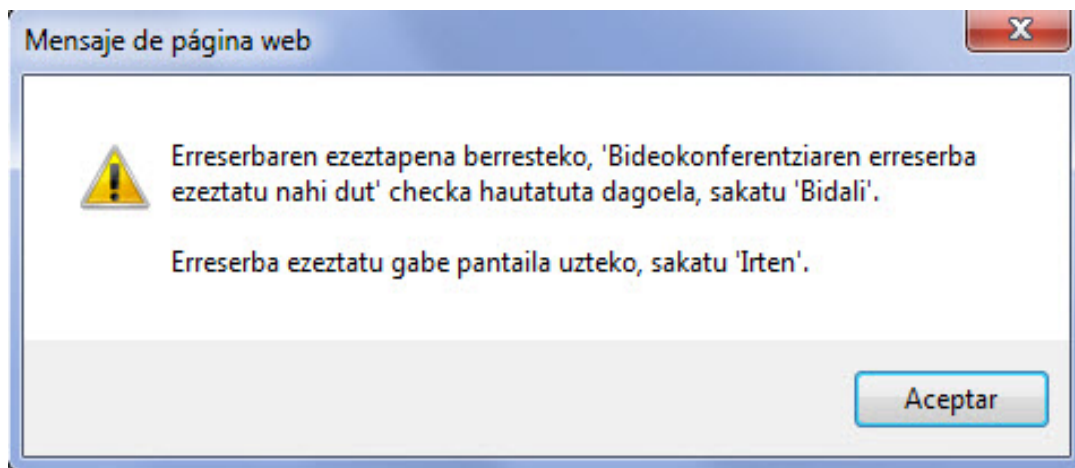 Mensaje de página web
X
Erreserbaren ezeztapena berresteko, 'Bideokonferentziaren erreserba
ezeztatu nahi dut' checka hautatuta dagoela, sakatu 'Bidali'.
Erreserba ezeztatu gabe pantaila uzteko, sakatu 'Irten'.
Aceptar